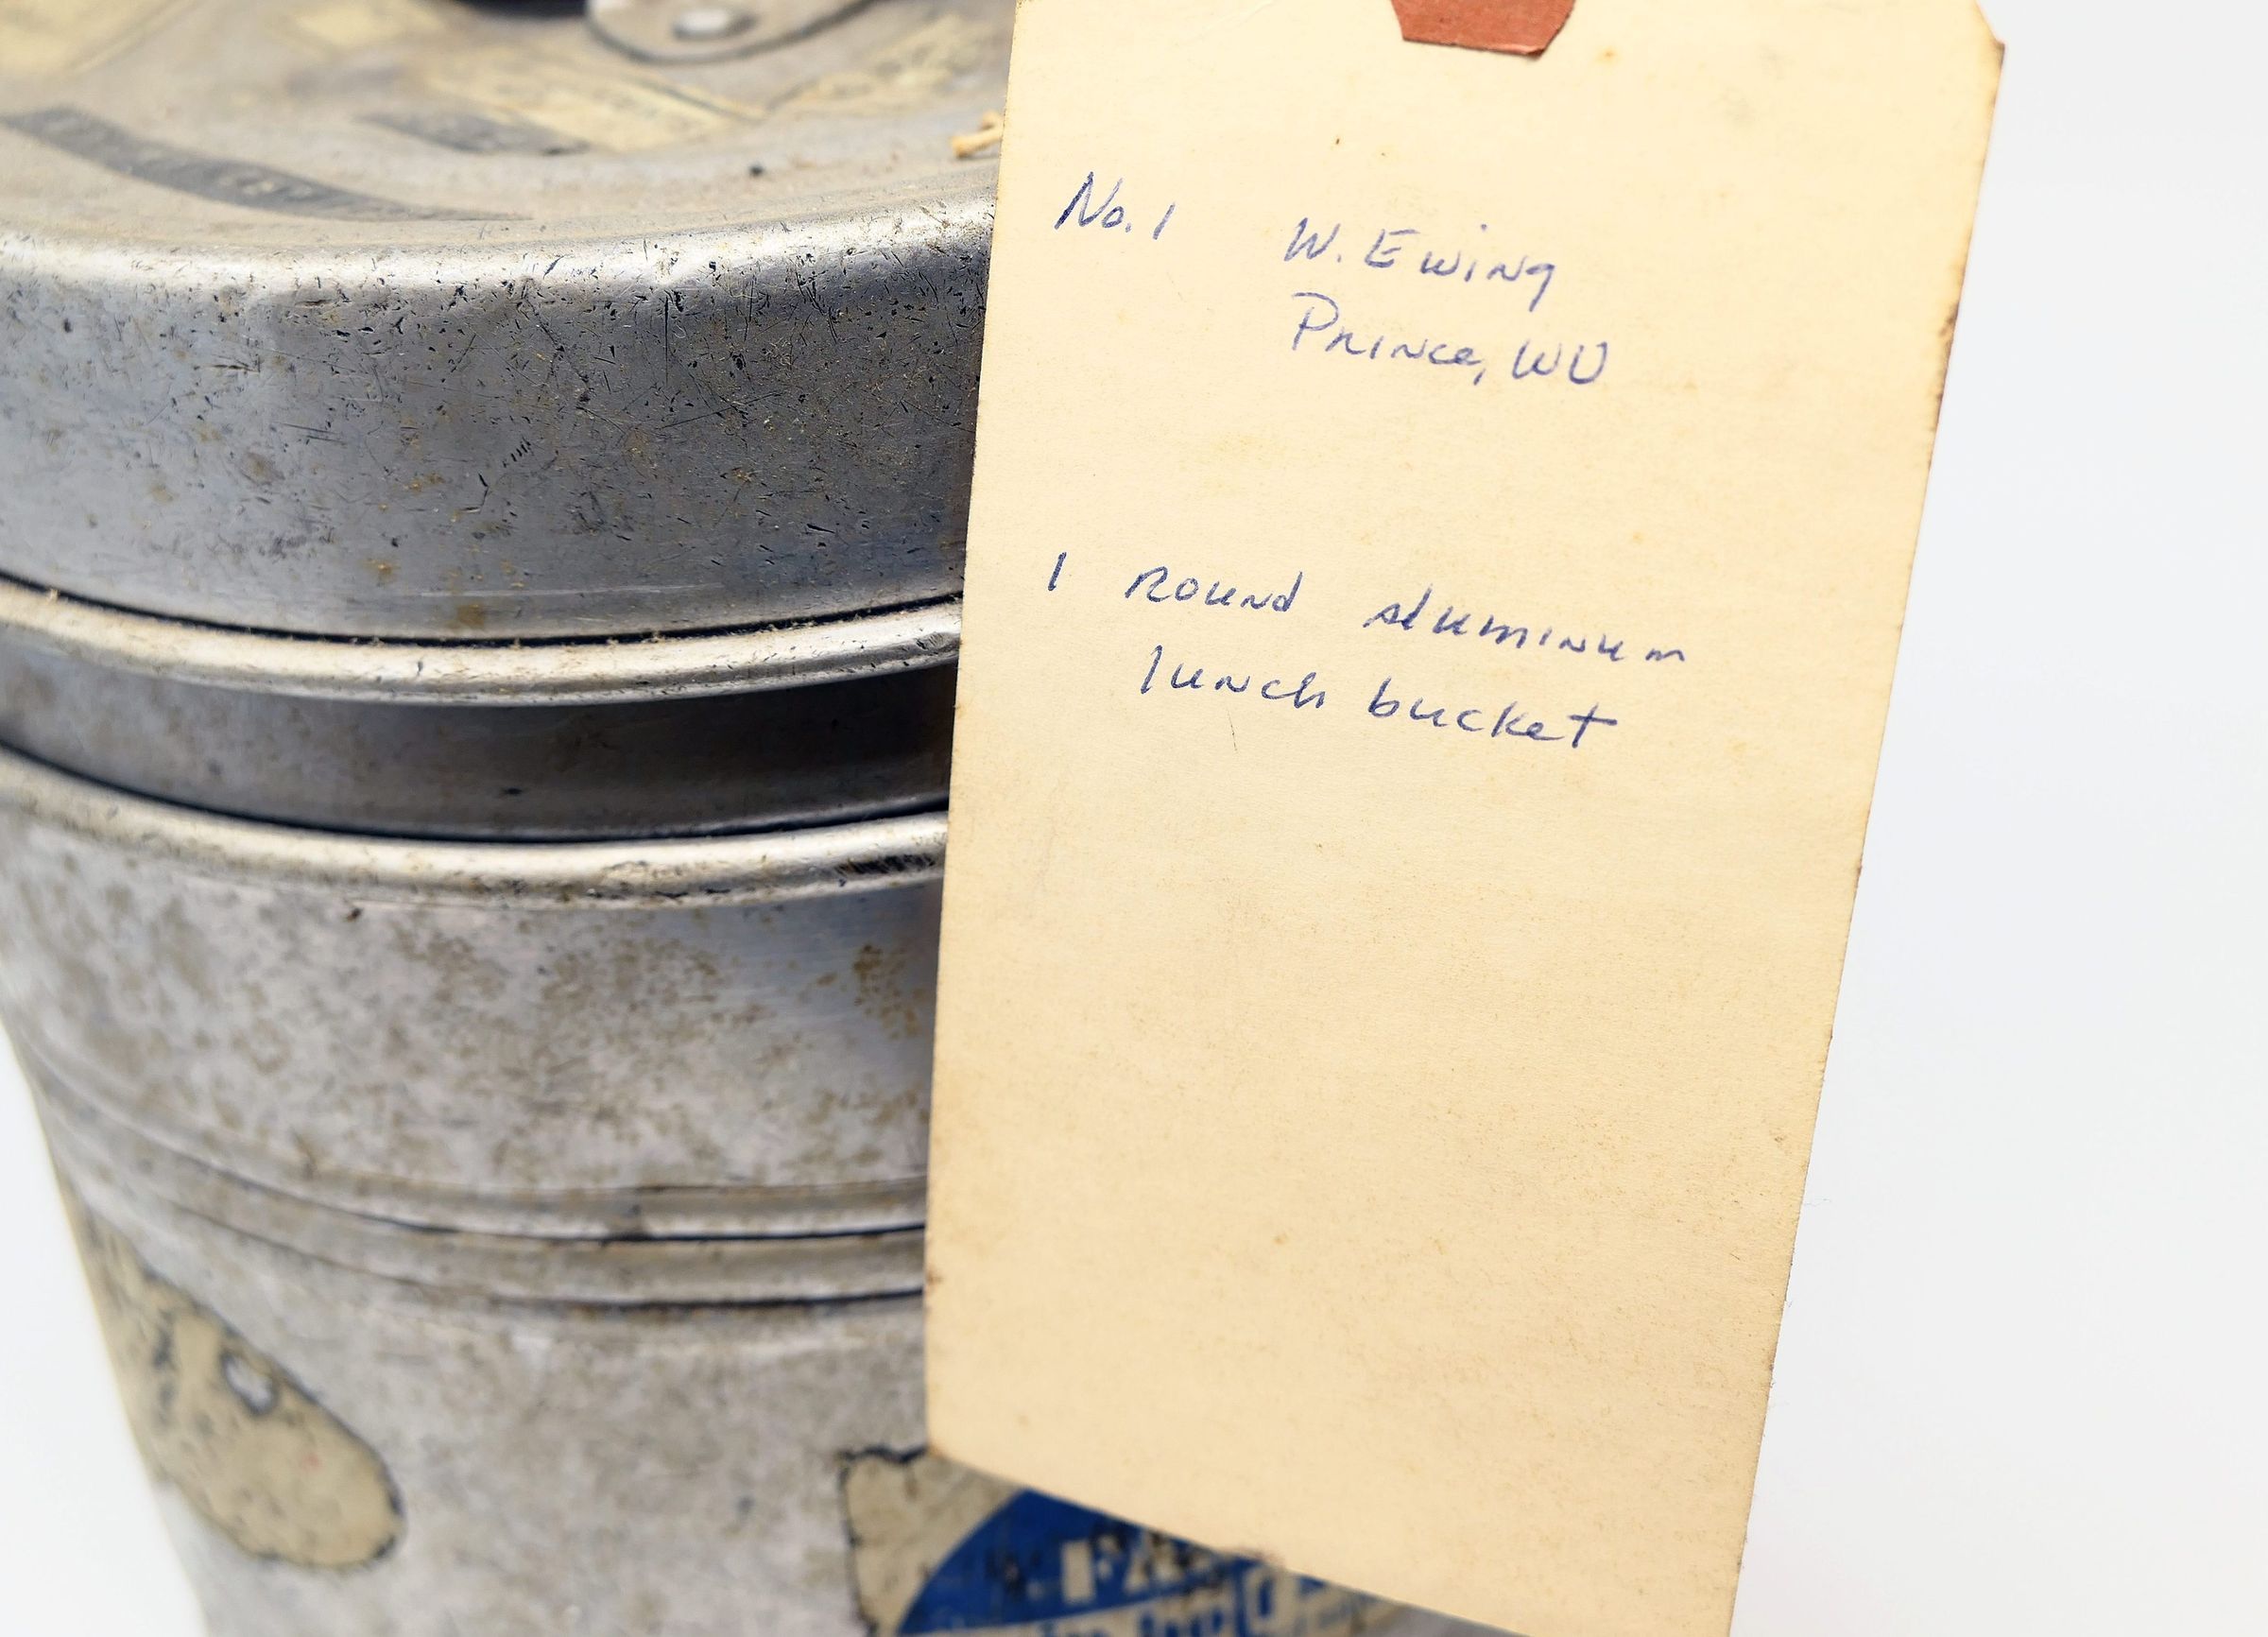 No. 1 W. Ewing
Prince, WV
1 round aluminum
lunch bucket